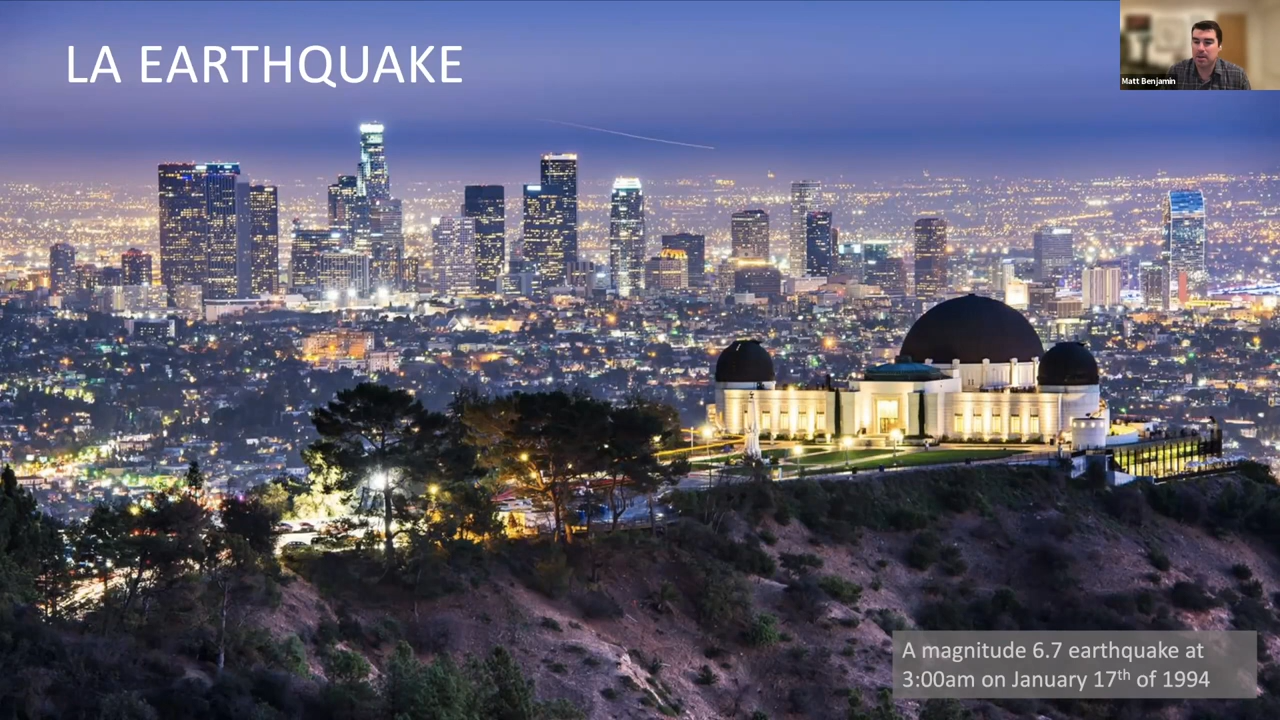 LA EARTHQUAKE
Matt Benjamin
A magnitude 6.7 earthquake at
3:00am on January 17th of 1994